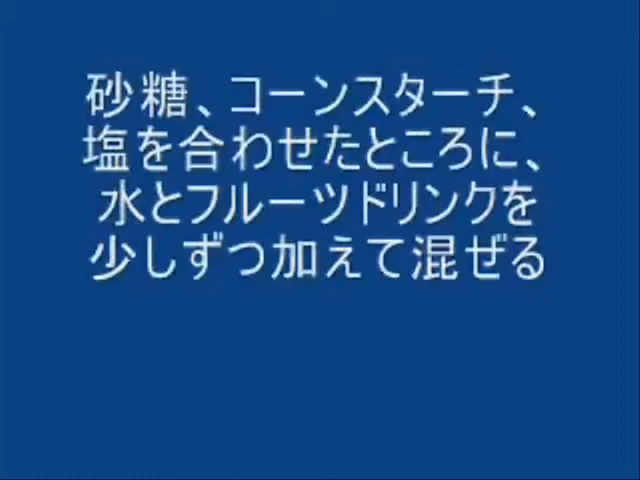 砂糖、コーンスターチ、
塩を合わせたところに、
水とフルーツドリンクを
少しずつ加えて混ぜる